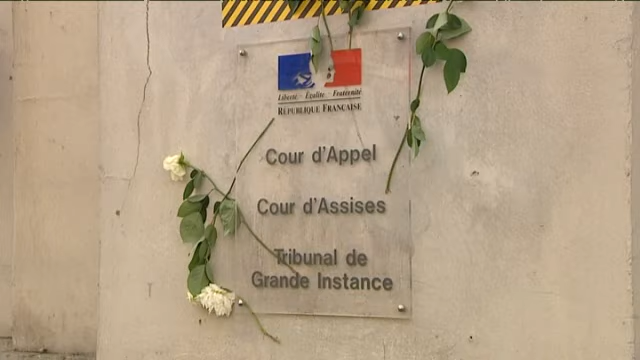 Liberté · Égalité · Fraternité
RÉPUBLIQUE FRANÇAISE
Cour d'Appel
Cour d'Assises
Tribunal de
Grande Instance